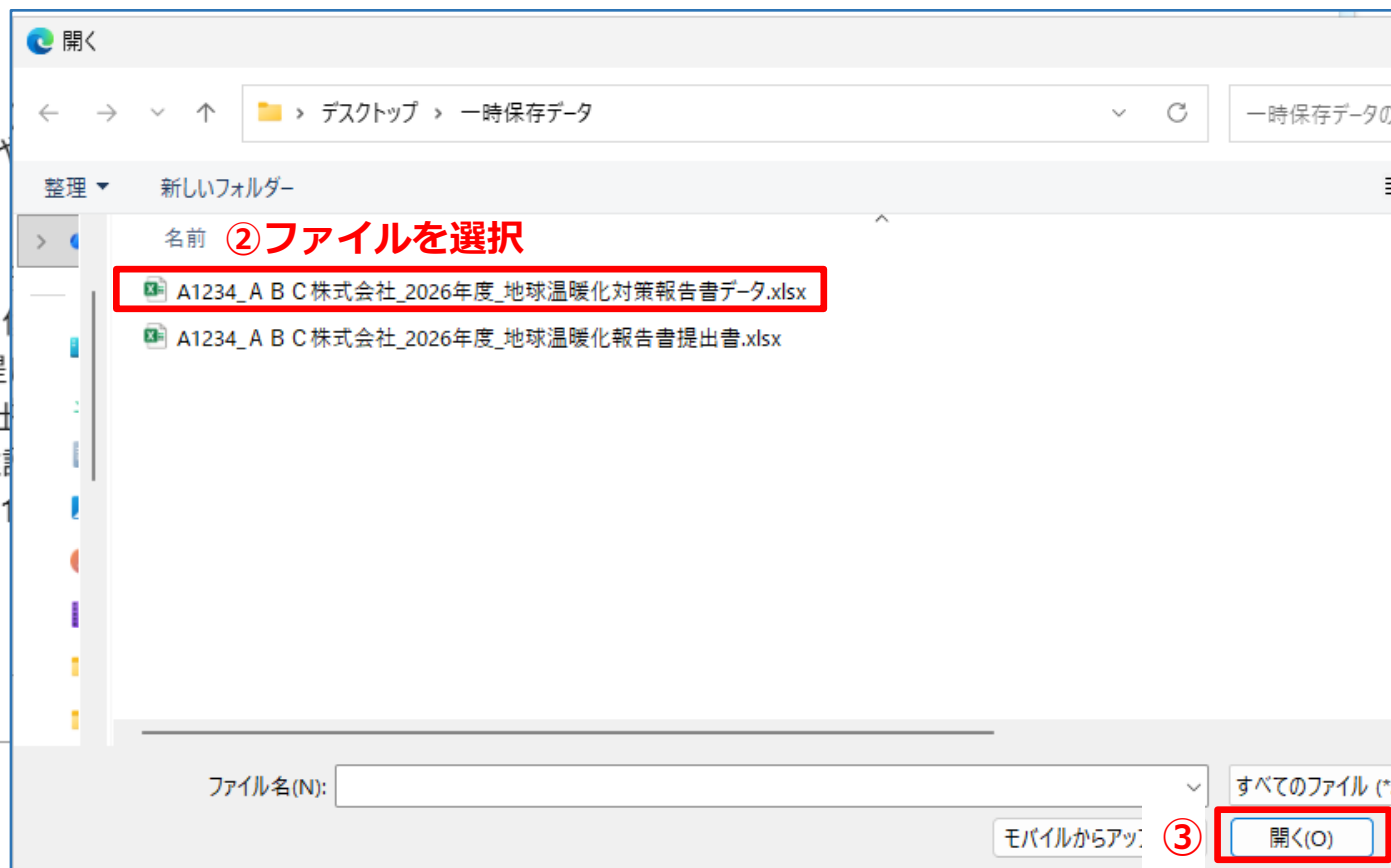 開く
デスクトップ › 一時保存データ
一時保存データの
整理 新しいフォルダー
名前 ②ファイルを選択
A1234_ＡＢＣ株式会社_2026年度_地球温暖化対策報告書データ.xlsx
A1234_ＡＢＣ株式会社_2026年度_地球温暖化報告書提出書.xlsx
ファイル名(N):
すべてのファイル (*
モバイルからアップ
③ 開く(O)